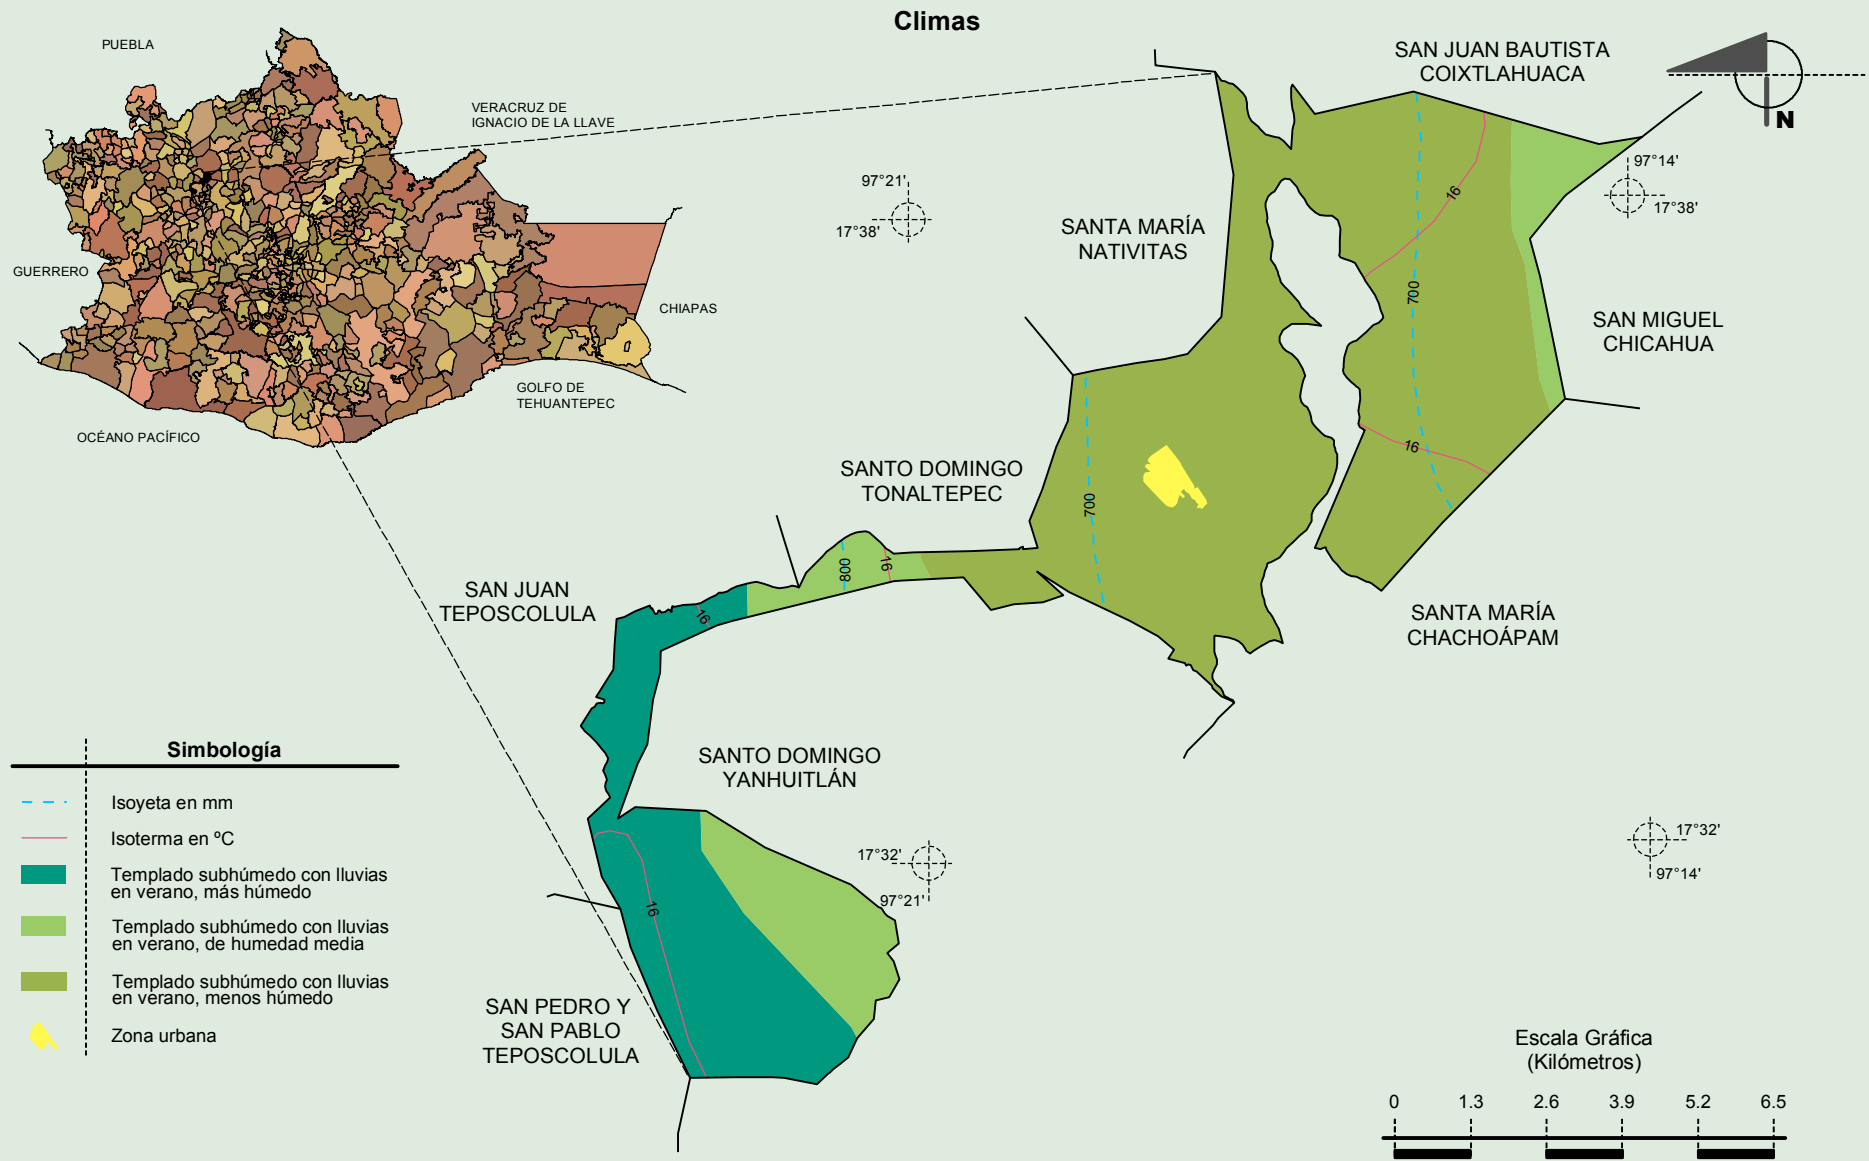 Climas
PUEBLA
VERACRUZ DE
IGNACIO DE LA LLAVE
GUERRERO
CHIAPAS
GOLFO DE
TEHUANTEPEC
OCÉANO PACÍFICO
SAN JUAN BAUTISTA
COIXTLAHUACA
N
97°21'
17°38'
97°14'
17°38'
SANTA MARÍA
NATIVITAS
16
700
SAN MIGUEL
CHICAHUA
16
SANTO DOMINGO
TONALTEPEC
700
800
16
SAN JUAN
TEPOSCOLULA
16
SANTA MARÍA
CHACHOÁPAM
SANTO DOMINGO
YANHUITLÁN
17°32'
97°21'
17°32'
97°14'
16
SAN PEDRO Y
SAN PABLO
TEPOSCOLULA
Simbología
Isoyeta en mm
Isoterma en ºC
Templado subhúmedo con lluvias
en verano, más húmedo
Templado subhúmedo con lluvias
en verano, de humedad media
Templado subhúmedo con lluvias
en verano, menos húmedo
Zona urbana
Escala Gráfica
(Kilómetros)
0 1.3 2.6 3.9 5.2 6.5